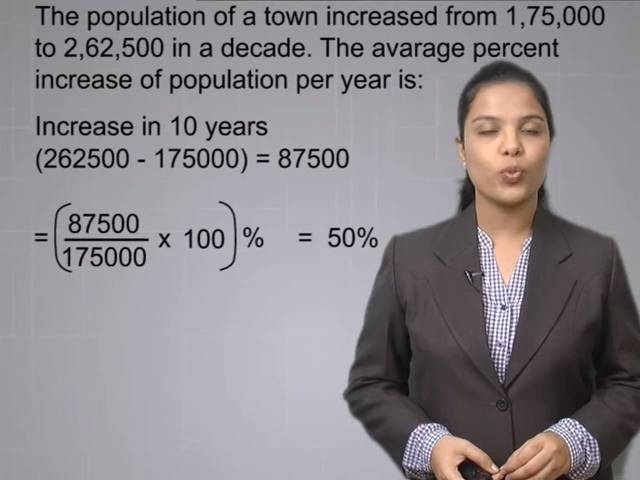 The population of a town increased from 1,75,000
to 2,62,500 in a decade. The avarage percent
increase of population per year is:
Increase in 10 years
(262500 - 175000) = 87500
= (87500/175000 x 100) % = 50%